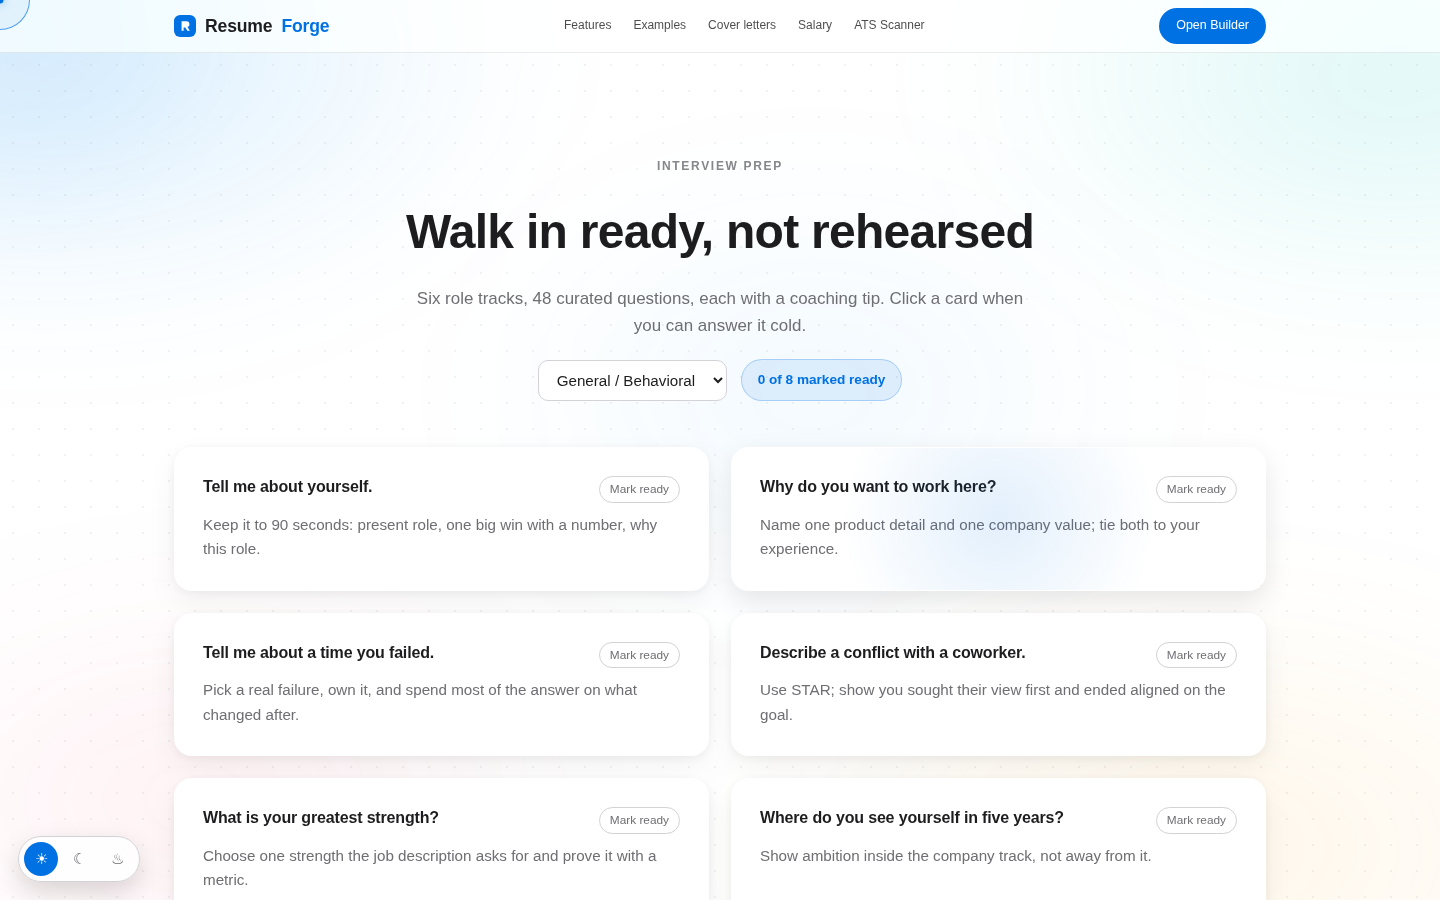 Resume Forge
Features Examples Cover letters Salary ATS Scanner
Open Builder
INTERVIEW PREP
Walk in ready, not rehearsed
Six role tracks, 48 curated questions, each with a coaching tip. Click a card when
you can answer it cold.
General / Behavioral
0 of 8 marked ready
Tell me about yourself.
Mark ready
Keep it to 90 seconds: present role, one big win with a number, why
this role.
Why do you want to work here?
Mark ready
Name one product detail and one company value; tie both to your
experience.
Tell me about a time you failed.
Mark ready
Pick a real failure, own it, and spend most of the answer on what
changed after.
Describe a conflict with a coworker.
Mark ready
Use STAR; show you sought their view first and ended aligned on the
goal.
What is your greatest strength?
Mark ready
Choose one strength the job description asks for and prove it with a
metric.
Where do you see yourself in five years?
Mark ready
Show ambition inside the company track, not away from it.